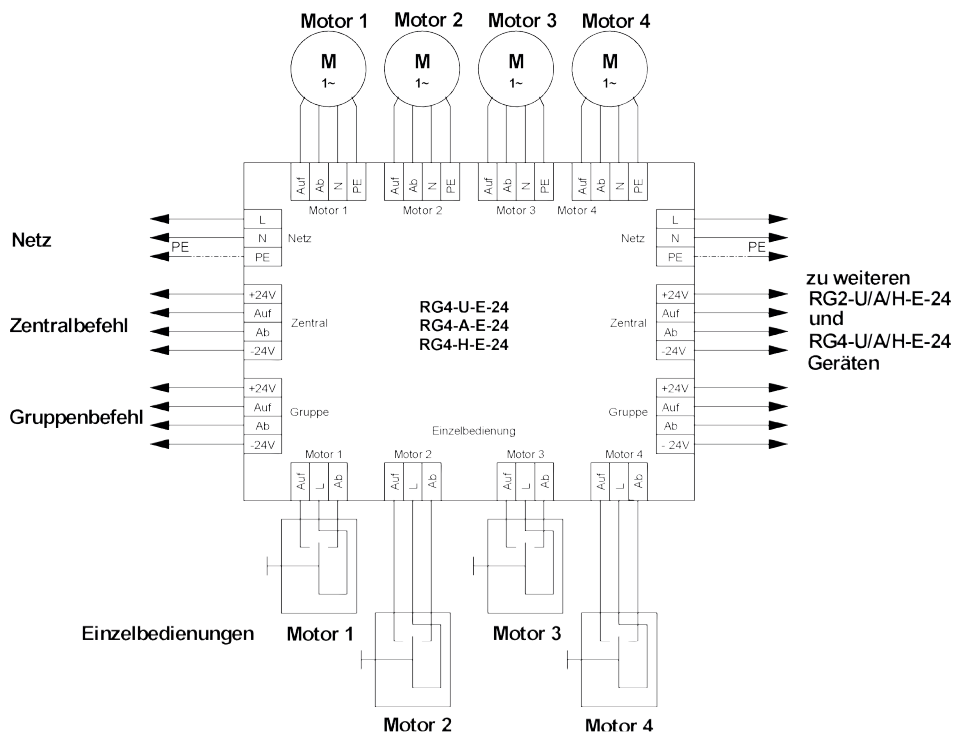 Motor 1 Motor 2 Motor 3 Motor 4
M M M M
1~ 1~ 1~ 1~
Auf Ab N PE Auf Ab N PE Auf Ab N PE Auf Ab N PE
Motor 1 Motor 2 Motor 3 Motor 4
Netz
L
N
PE
PE
Netz
Zentralbefehl
+24V
Auf
Ab
-24V
Zentral
Gruppenbefehl
+24V
Auf
Ab
-24V
Gruppe
RG4-U-E-24
RG4-A-E-24
RG4-H-E-24
Netz
L
N
PE
PE
Zentral
+24V
Auf
Ab
-24V
Gruppe
+24V
Auf
Ab
- 24V
zu weiteren
RG2-U/A/H-E-24
und
RG4-U/A/H-E-24
Geräten
Einzelbedienung
Motor 1 Motor 2 Motor 3 Motor 4
Auf L Ab Auf L Ab Auf L Ab Auf L Ab
Einzelbedienungen
Motor 1 Motor 3
Motor 2 Motor 4